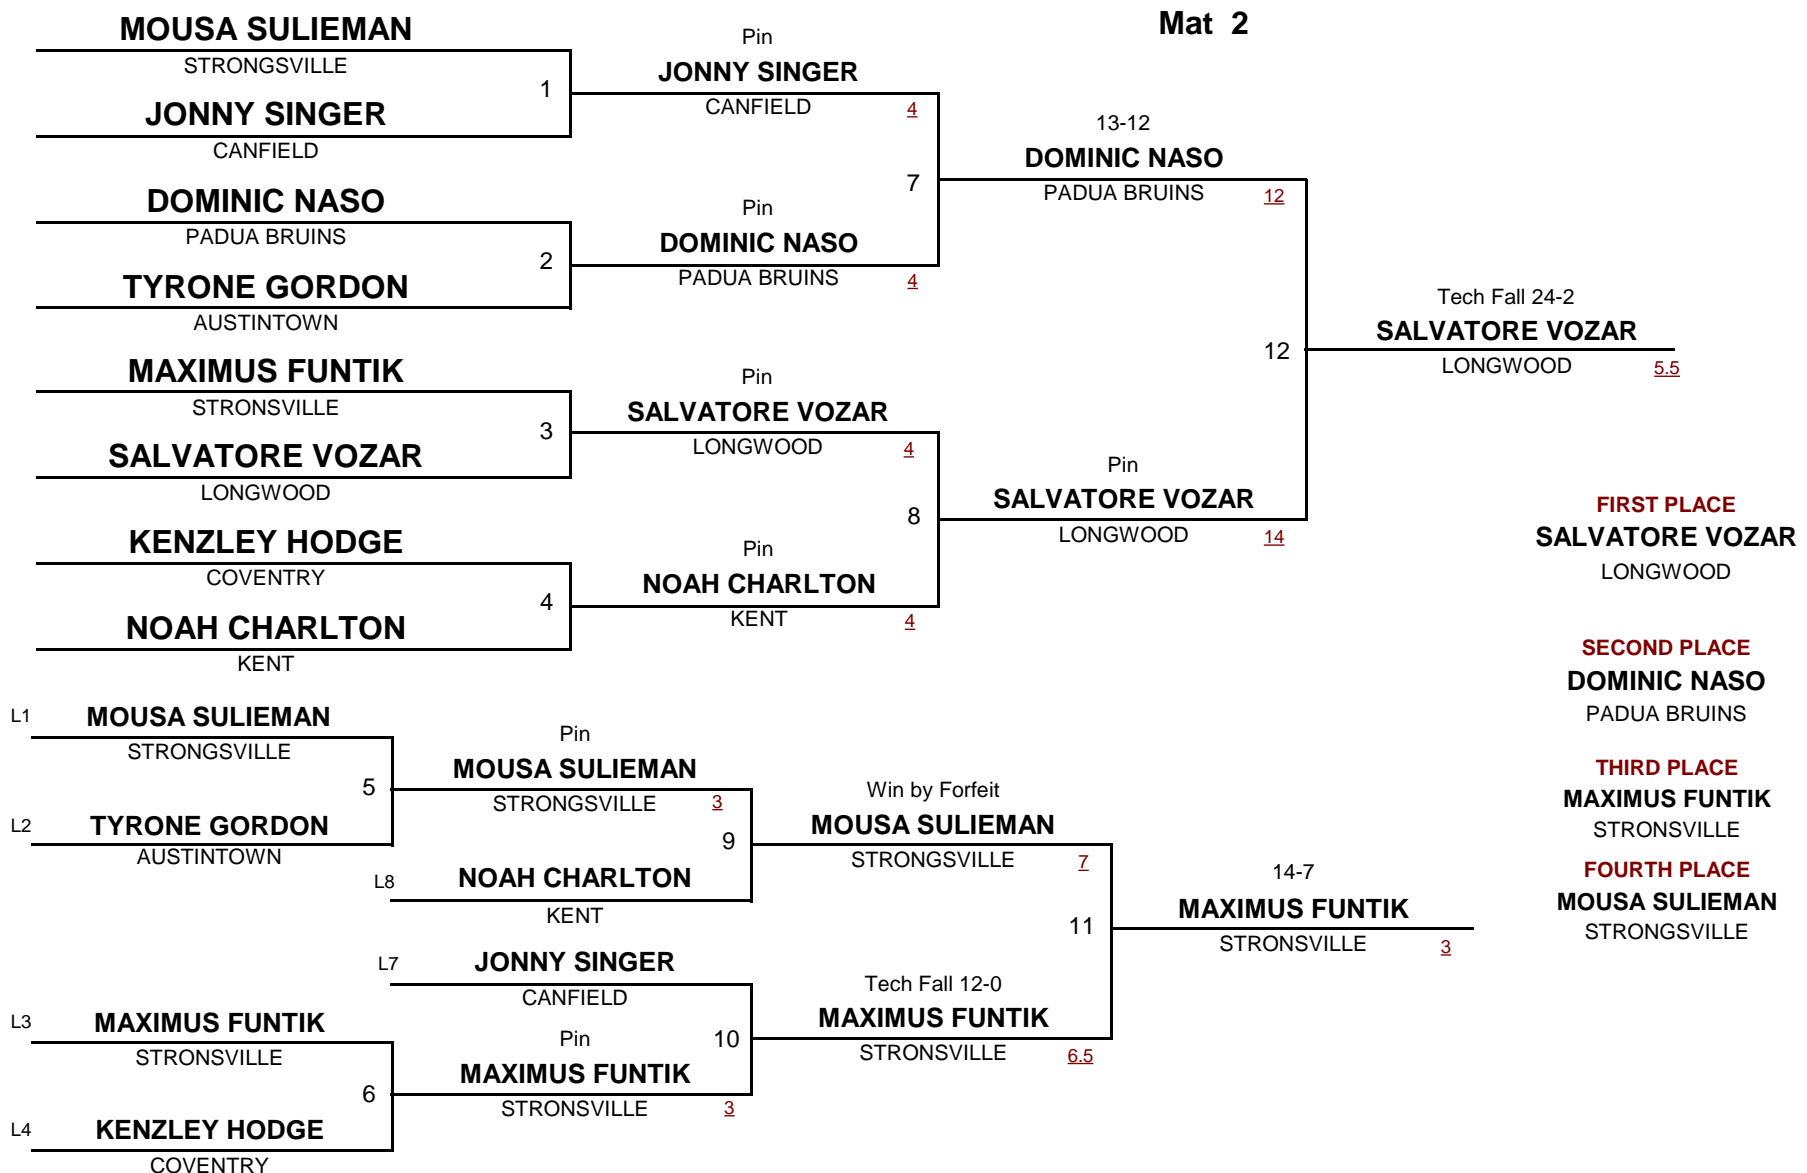 Mat 2
MOUSA SULIEMAN
STRONGSVILLE
1
JONNY SINGER
CANFIELD
DOMINIC NASO
PADUA BRUINS
2
TYRONE GORDON
AUSTINTOWN
MAXIMUS FUNTIK
STRONSVILLE
3
SALVATORE VOZAR
LONGWOOD
KENZLEY HODGE
COVENTRY
4
NOAH CHARLTON
KENT
Pin
JONNY SINGER
CANFIELD
4
7
Pin
DOMINIC NASO
PADUA BRUINS
4
Pin
SALVATORE VOZAR
LONGWOOD
4
8
Pin
NOAH CHARLTON
KENT
4
13-12
DOMINIC NASO
PADUA BRUINS
12
12
Pin
SALVATORE VOZAR
LONGWOOD
14
Tech Fall 24-2
SALVATORE VOZAR
LONGWOOD
5.5
FIRST PLACE
SALVATORE VOZAR
LONGWOOD
SECOND PLACE
DOMINIC NASO
PADUA BRUINS
THIRD PLACE
MAXIMUS FUNTIK
STRONSVILLE
FOURTH PLACE
MOUSA SULIEMAN
STRONGSVILLE
L1
MOUSA SULIEMAN
STRONGSVILLE
5
L2
TYRONE GORDON
AUSTINTOWN
L3
MAXIMUS FUNTIK
STRONSVILLE
6
L4
KENZLEY HODGE
COVENTRY
Pin
MOUSA SULIEMAN
STRONGSVILLE
3
9
L8
NOAH CHARLTON
KENT
L7
JONNY SINGER
CANFIELD
10
Pin
MAXIMUS FUNTIK
STRONSVILLE
3
Win by Forfeit
MOUSA SULIEMAN
STRONGSVILLE
7
11
Tech Fall 12-0
MAXIMUS FUNTIK
STRONSVILLE
6.5
14-7
MAXIMUS FUNTIK
STRONSVILLE
3